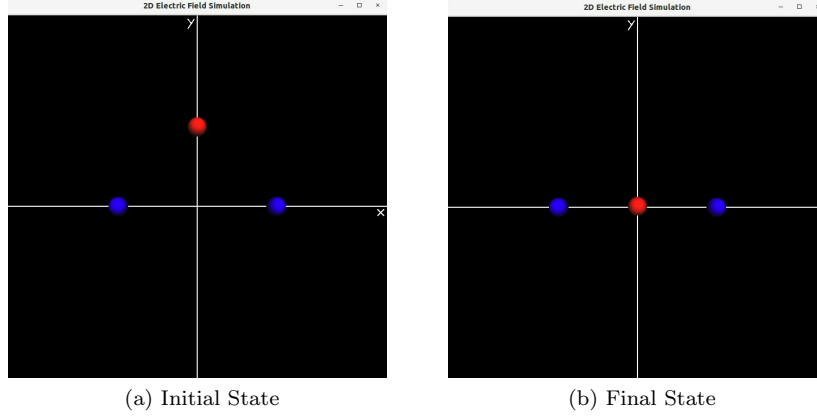 2D Electric Field Simulation
y
x
(a) Initial State
2D Electric Field Simulation
y
(b) Final State